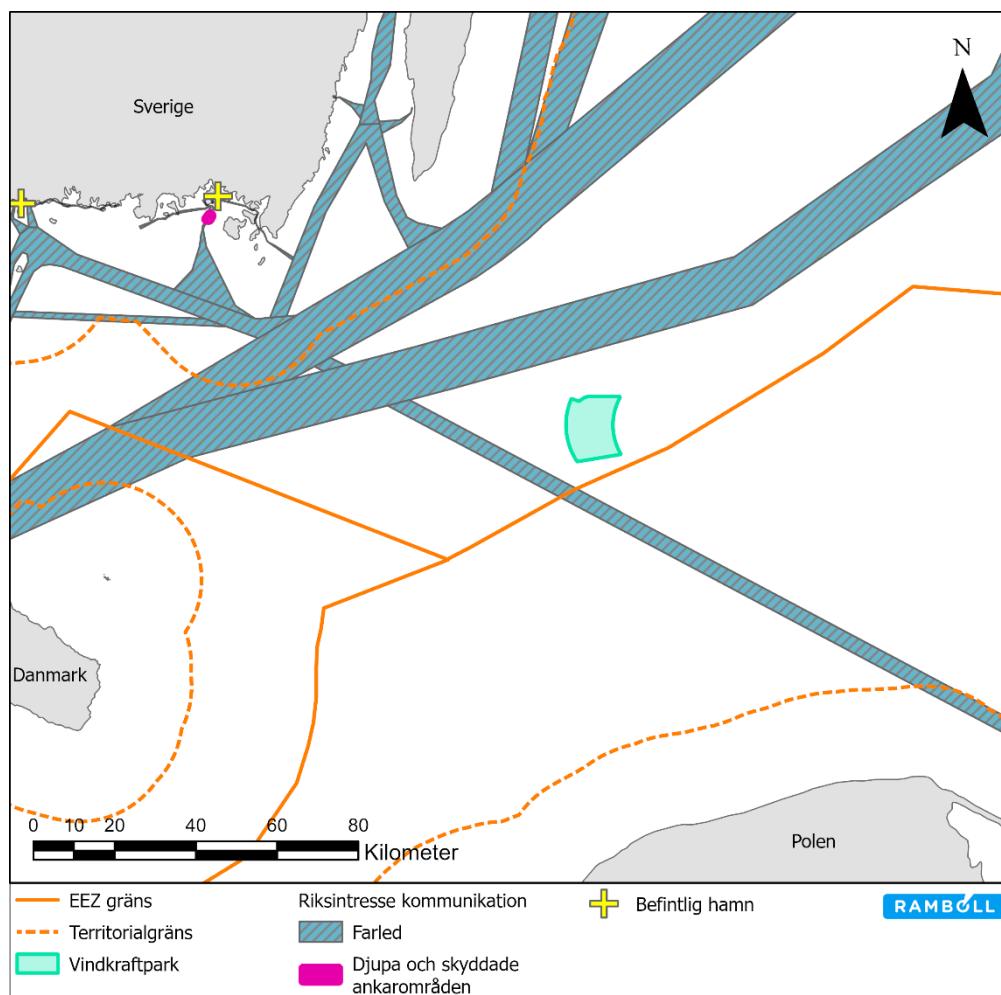 N
Sverige
Danmark
Polen
0 10 20 40 60 80
Kilometer
EEZ gräns
Territorialgräns
Vindkraftpark
Riksintresse kommunikation
Farled
Djupa och skyddade
ankarområden
Befintlig hamn
RAMBOLL